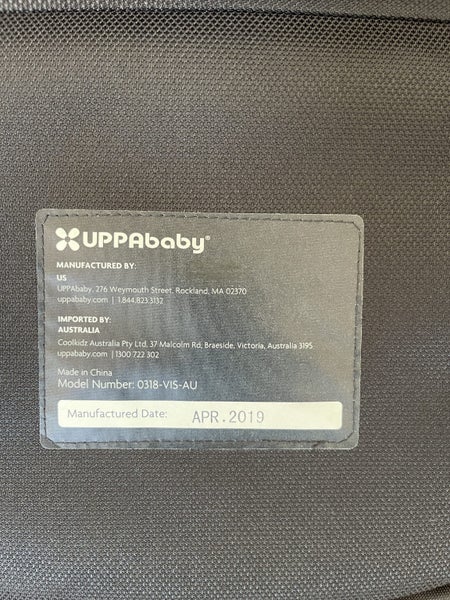 UPPAbaby®
MANUFACTURED BY:
US
UPPAbaby, 276 Weymouth Street, Rockland, MA 02370
uppababy.com | 1.844.823.3132
IMPORTED BY:
AUSTRALIA
Coolkidz Australia Pty Ltd. 37 Malcolm Rd, Braeside, Victoria, Australia 3195
uppababy.com | 1300 722 302
Made in China
Model Number: 0318-VIS-AU
Manufactured Date: APR.2019